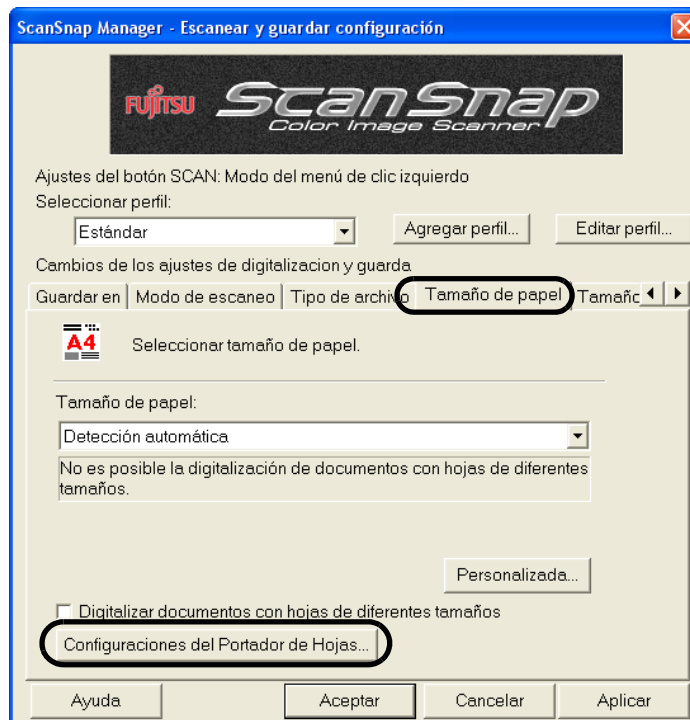 ScanSnap Manager - Escanear y guardar configuración
FUJITSU ScanSnap
Color Image Scanner
Ajustes del botón SCAN: Modo del menú de clic izquierdo
Seleccionar perfil:
Estándar Agregar perfil... Editar perfil...
Cambios de los ajustes de digitalizacion y guarda
Guardar en Modo de escaneo Tipo de archivo Tamaño de papel Tamaño
A4 Seleccionar tamaño de papel.
Tamaño de papel:
Detección automática
No es posible la digitalización de documentos con hojas de diferentes
tamaños.
Personalizada...
Digitalizar documentos con hojas de diferentes tamaños
Configuraciones del Portador de Hojas...
Ayuda Aceptar Cancelar Aplicar